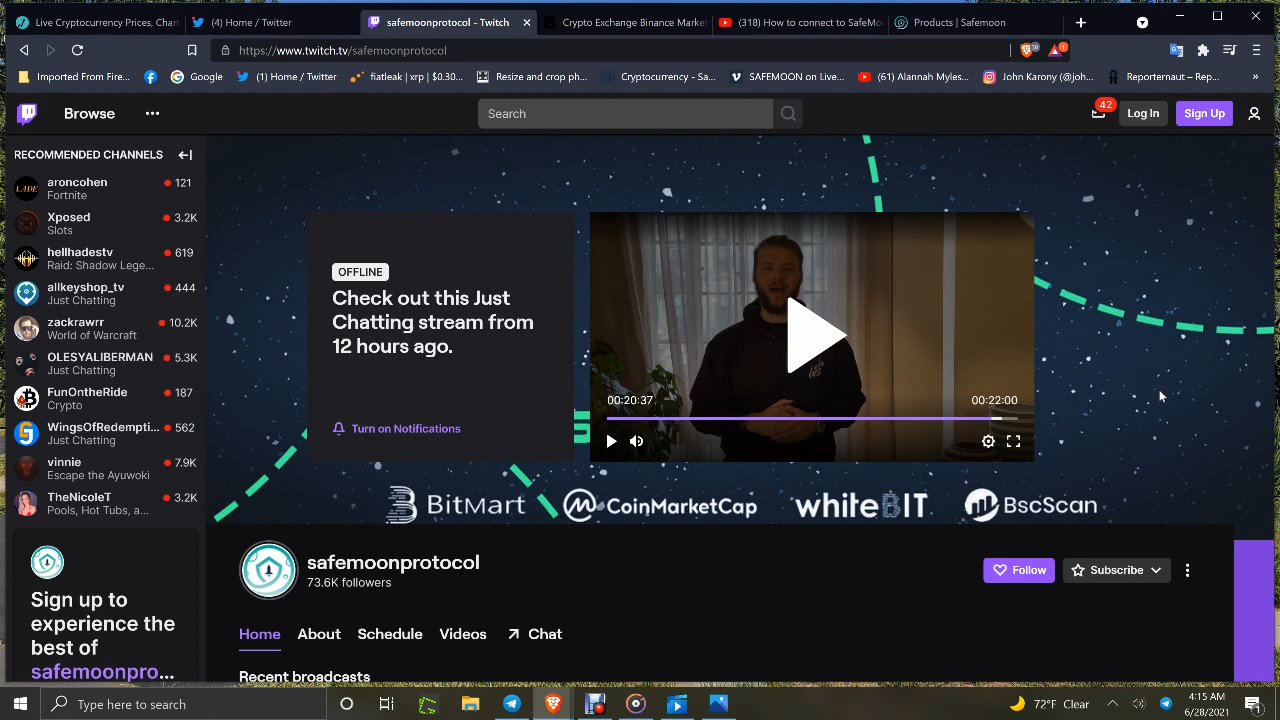 Live Cryptocurrency Prices, Chart
(4) Home / Twitter
safemoonprotocol - Twitch
Crypto Exchange Binance Market
(318) How to connect to SafeMo
Products | Safemoon
https://www.twitch.tv/safemoonprotocol
Imported From Fire...
Google
(1) Home / Twitter
fiatleak | xrp | $0.30...
Resize and crop ph...
Cryptocurrency - Sa...
SAFEMOON on Live...
(61) Alannah Myles...
John Karony (@joh...
Reporternaut – Rep...
»
Browse
Search
42
Log In
Sign Up
RECOMMENDED CHANNELS
aroncohen
121
Fortnite
Xposed
3.2K
Slots
hellhadestv
619
Raid: Shadow Lege...
allkeyshop_tv
444
Just Chatting
zackrawrr
10.2K
World of Warcraft
OLESYALIBERMAN
5.3K
Just Chatting
FunOntheRide
187
Crypto
WingsOfRedempti...
562
Just Chatting
vinnie
7.9K
Escape the Ayuwoki
TheNicoleT
3.2K
Pools, Hot Tubs, a...
Sign up to
experience the
best of
safemoonpro...
OFFLINE
Check out this Just
Chatting stream from
12 hours ago.
Turn on Notifications
00:20:37
00:22:00
BitMart
CoinMarketCap
whiteBIT
BscScan
safemoonprotocol
73.8K followers
Follow
Subscribe
Home
About
Schedule
Videos
Chat
Recent broadcasts
Type here to search
72°F Clear
4:15 AM
6/28/2021